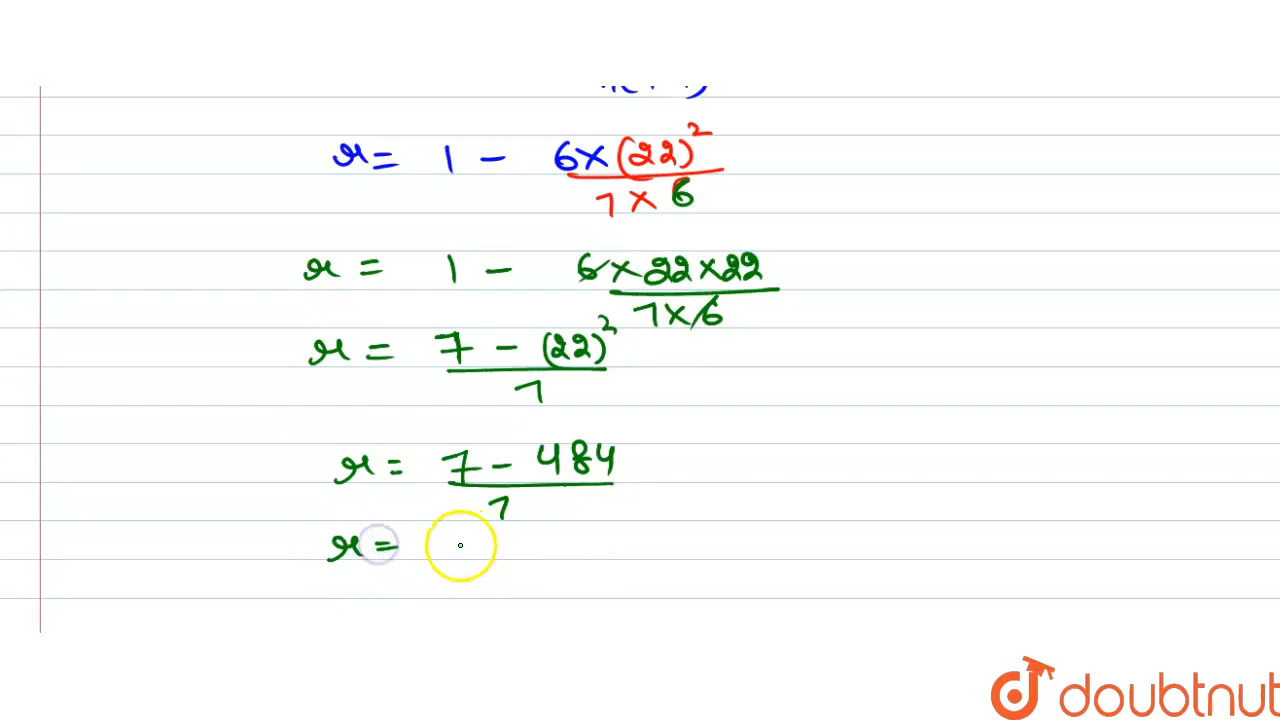 r = 1 - 6 × (22)² / 7 × 6
r = 1 - 6 × 22 × 22 / 7 × 6
r = 7 - (22)² / 7
r = 7 - 484 / 7
r =
doubtnut